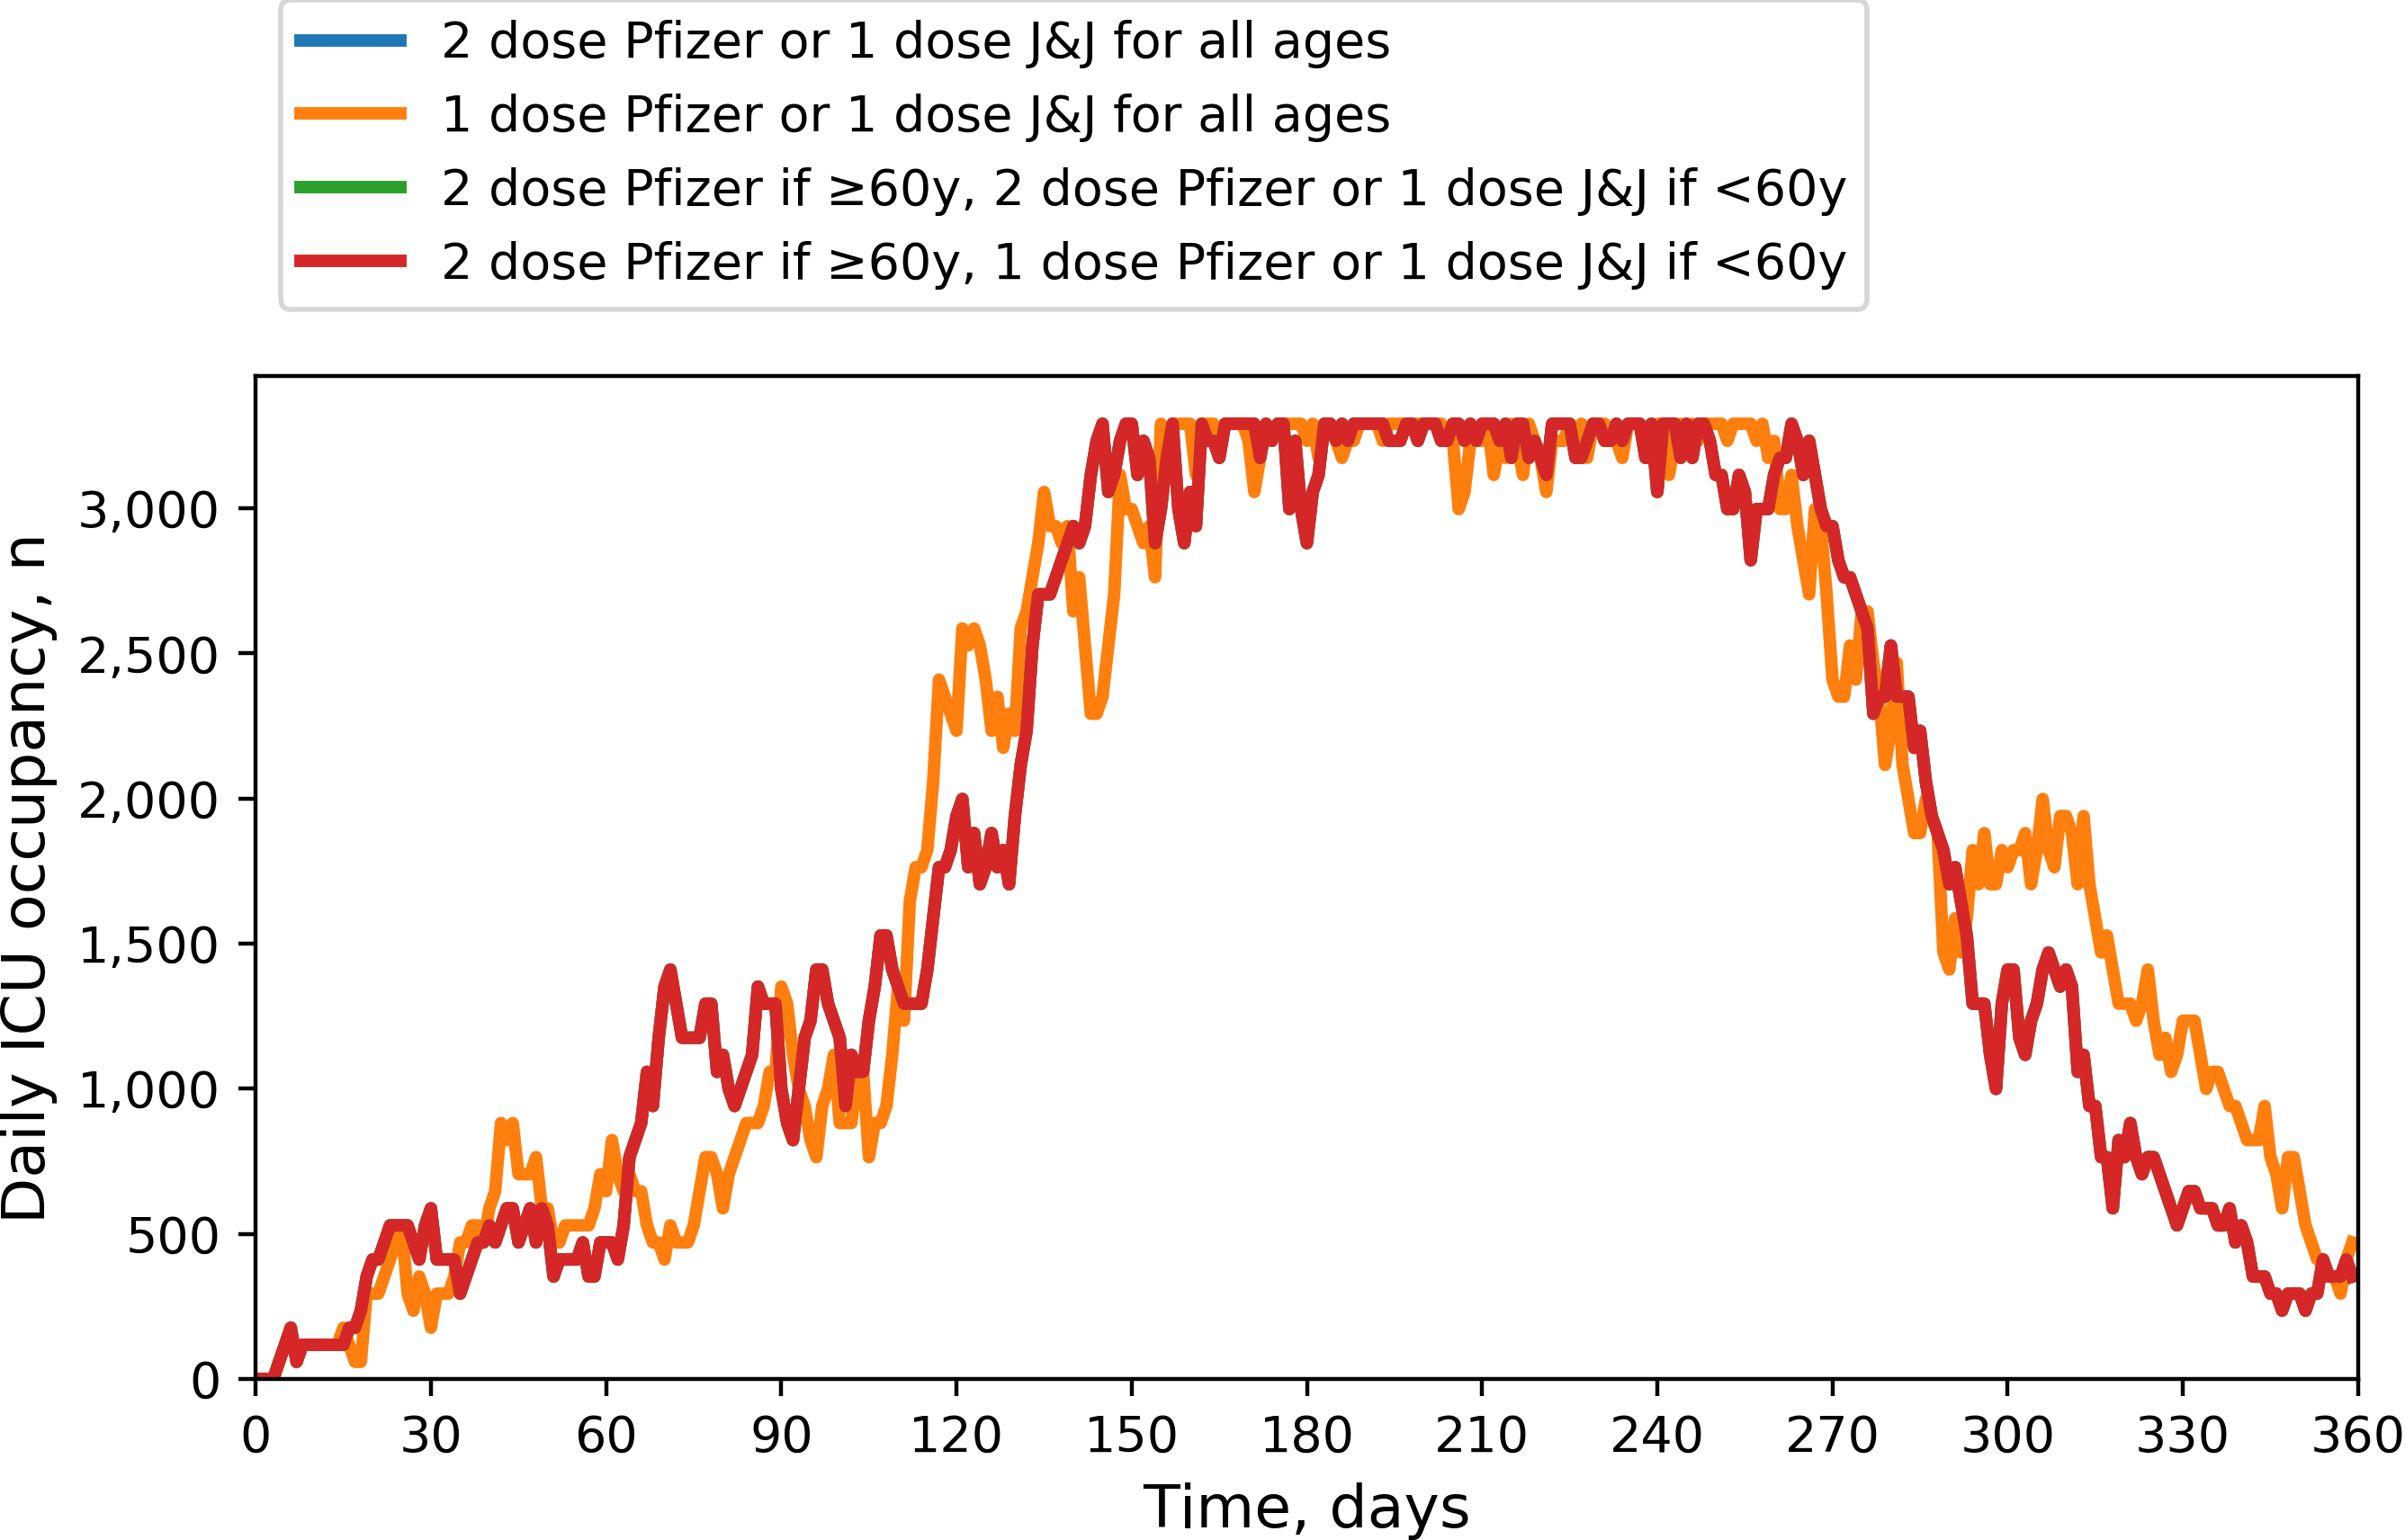 2 dose Pfizer or 1 dose J&J for all ages
1 dose Pfizer or 1 dose J&J for all ages
2 dose Pfizer if ≥60y, 2 dose Pfizer or 1 dose J&J if <60y
2 dose Pfizer if ≥60y, 1 dose Pfizer or 1 dose J&J if <60y
Daily ICU occupancy, n
3,000
2,500
2,000
1,500
1,000
500
0
0 30 60 90 120 150 180 210 240 270 300 330 360
Time, days